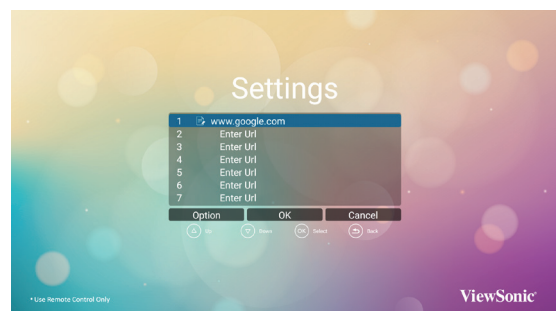 Settings
1 www.google.com
2 Enter Url
3 Enter Url
4 Enter Url
5 Enter Url
6 Enter Url
7 Enter Url
Option OK Cancel
Up Down OK Select Back
* Use Remote Control Only
ViewSonic®